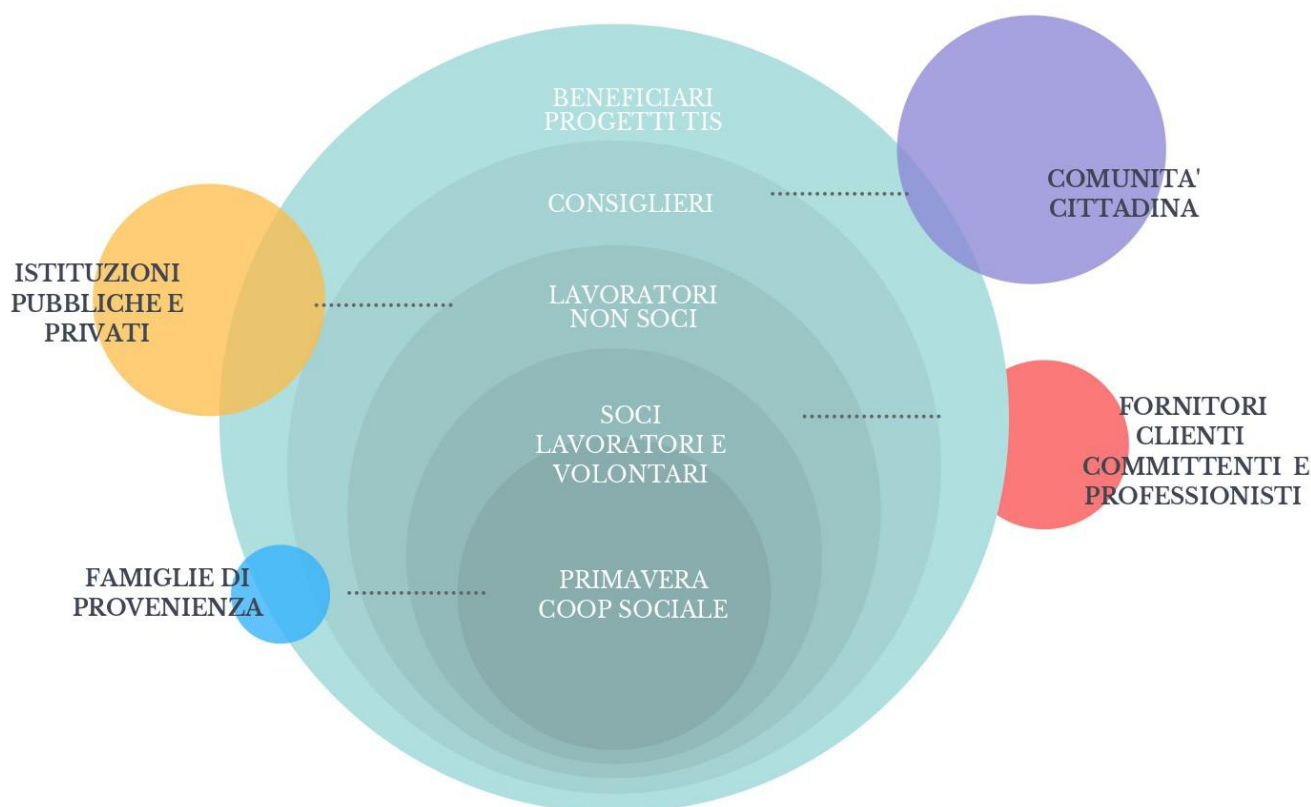 BENEFICIARI
PROGETTI TIS
CONSIGLIERI
LAVORATORI
NON SOCI
SOCI
LAVORATORI E
VOLONTARI
PRIMAVERA
COOP SOCIALE
ISTITUZIONI
PUBBLICHE E
PRIVATI
FAMIGLIE DI
PROVENIENZA
COMUNITA'
CITTADINA
FORNITORI
CLIENTI
COMMITTENTI E
PROFESSIONISTI